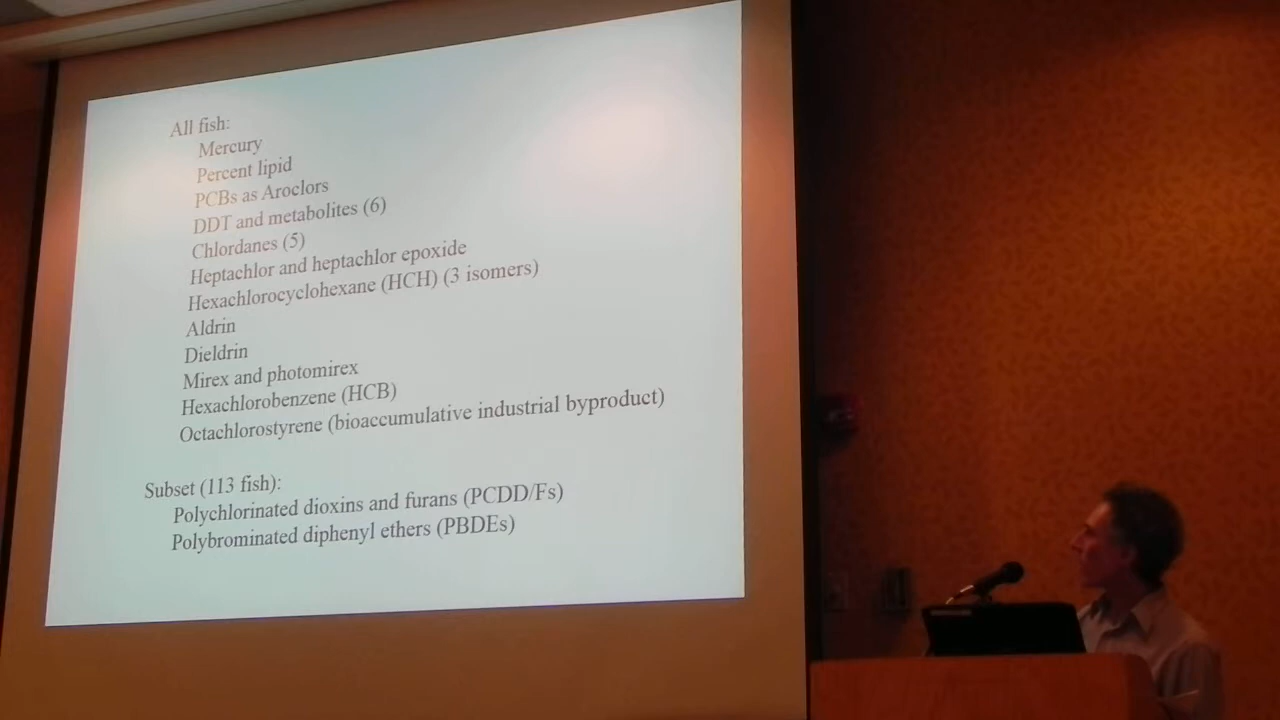 All fish:
Mercury
Percent lipid
PCBs as Aroclors
DDT and metabolites (6)
Chlordanes (5)
Heptachlor and heptachlor epoxide
Hexachlorocyclohexane (HCH) (3 isomers)
Aldrin
Dieldrin
Mirex and photomirex
Hexachlorobenzene (HCB)
Octachlorostyrene (bioaccumulative industrial byproduct)
Subset (113 fish):
Polychlorinated dioxins and furans (PCDD/Fs)
Polybrominated diphenyl ethers (PBDEs)